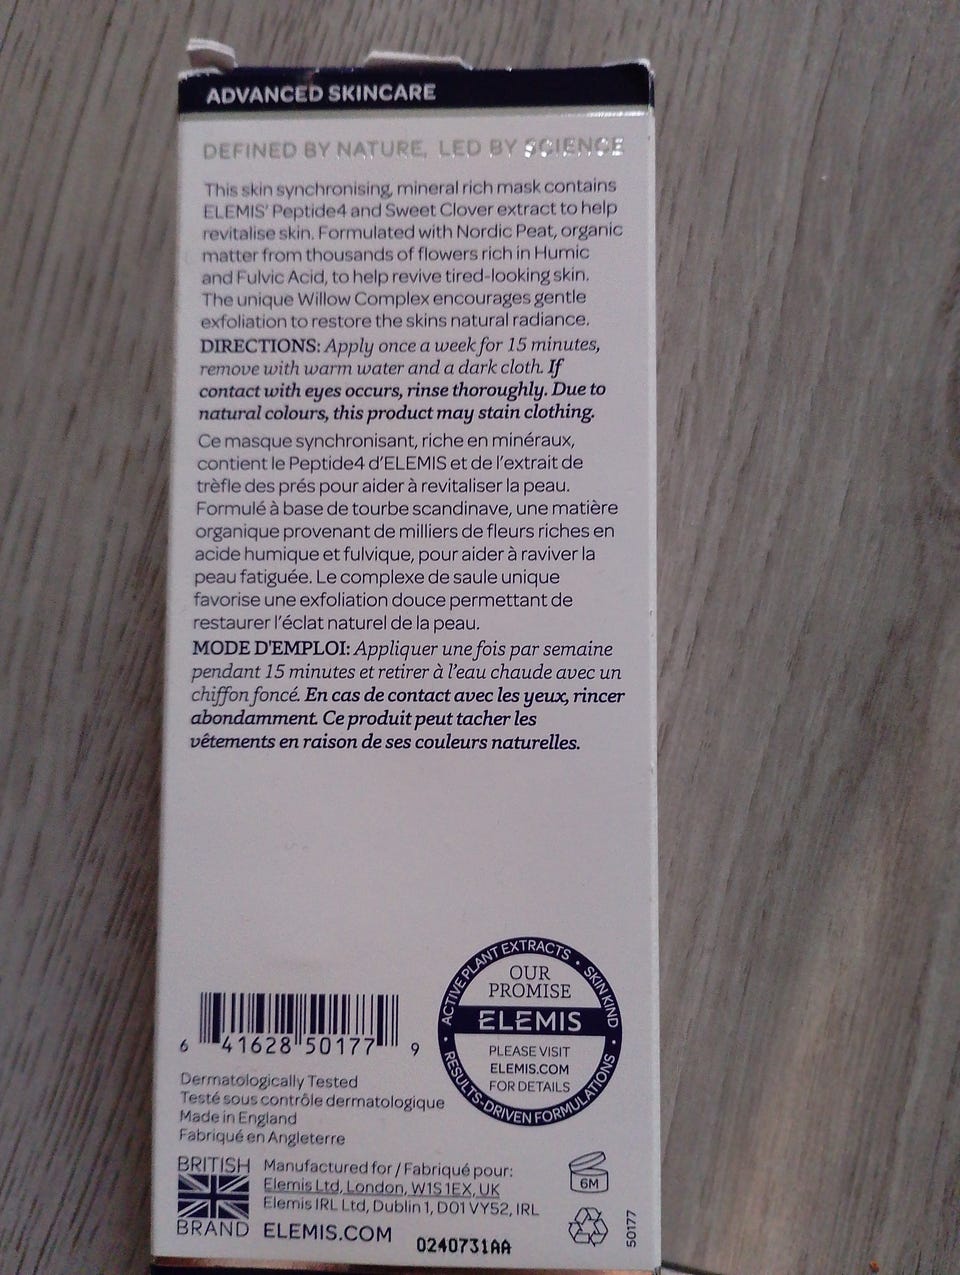 ADVANCED SKINCARE
DEFINED BY NATURE, LED BY SCIENCE
This skin synchronising, mineral rich mask contains
ELEMIS' Peptide4 and Sweet Clover extract to help
revitalise skin. Formulated with Nordic Peat, organic
matter from thousands of flowers rich in Humic
and Fulvic Acid, to help revive tired-looking skin.
The unique Willow Complex encourages gentle
exfoliation to restore the skins natural radiance.
DIRECTIONS: Apply once a week for 15 minutes,
remove with warm water and a dark cloth. If
contact with eyes occurs, rinse thoroughly. Due to
natural colours, this product may stain clothing.
Ce masque synchronisant, riche en minéraux,
contient le Peptide4 d'ELEMIS et de l'extrait de
trèfle des prés pour aider à revitaliser la peau.
Formulé à base de tourbe scandinave, une matière
organique provenant de milliers de fleurs riches en
acide humique et fulvique, pour aider à raviver la
peau fatiguée. Le complexe de saule unique
favorise une exfoliation douce permettant de
restaurer l'éclat naturel de la peau.
MODE D'EMPLOI: Appliquer une fois par semaine
pendant 15 minutes et retirer à l'eau chaude avec un
chiffon foncé. En cas de contact avec les yeux, rincer
abondamment. Ce produit peut tacher les
vêtements en raison de ses couleurs naturelles.
ACTIVE PLANT EXTRACTS • SKIN KIND • RESULTS-DRIVEN FORMULATIONS •
OUR
PROMISE
ELEMIS
PLEASE VISIT
ELEMIS.COM
FOR DETAILS
6 41628 50177 9
Dermatologically Tested
Testé sous contrôle dermatologique
Made in England
Fabriqué en Angleterre
BRITISH
BRAND
Manufactured for / Fabriqué pour:
Elemis Ltd, London, W1S 1EX, UK
Elemis IRL Ltd, Dublin 1, D01 VY52, IRL
ELEMIS.COM
0240731AA
6M
50177